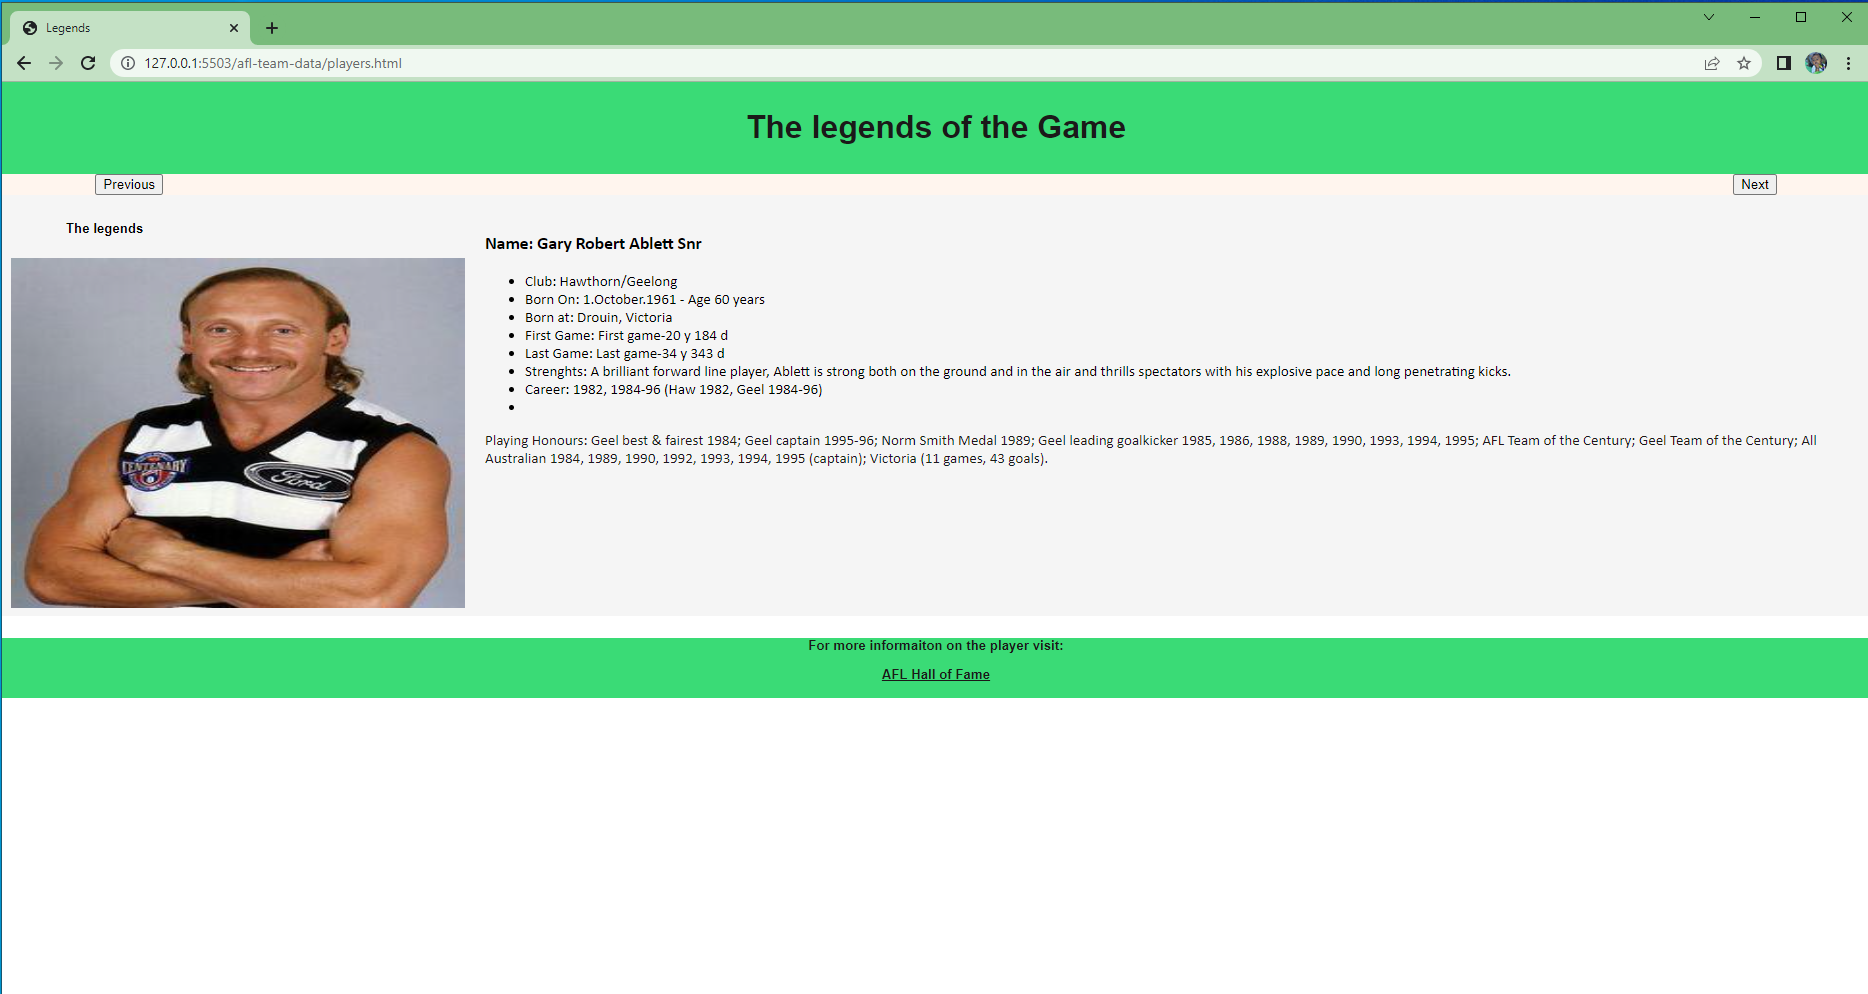 Legends
127.0.0.1:5503/afl-team-data/players.html
The legends of the Game
Previous
Next
The legends
Name: Gary Robert Ablett Snr
Club: Hawthorn/Geelong
Born On: 1.October.1961 - Age 60 years
Born at: Drouin, Victoria
First Game: First game-20 y 184 d
Last Game: Last game-34 y 343 d
Strenghts: A brilliant forward line player, Ablett is strong both on the ground and in the air and thrills spectators with his explosive pace and long penetrating kicks.
Career: 1982, 1984-96 (Haw 1982, Geel 1984-96)
CENTENARY
Ford
Playing Honours: Geel best & fairest 1984; Geel captain 1995-96; Norm Smith Medal 1989; Geel leading goalkicker 1985, 1986, 1988, 1989, 1990, 1993, 1994, 1995; AFL Team of the Century; Geel Team of the Century; All
Australian 1984, 1989, 1990, 1992, 1993, 1994, 1995 (captain); Victoria (11 games, 43 goals).
For more informaiton on the player visit:
AFL Hall of Fame